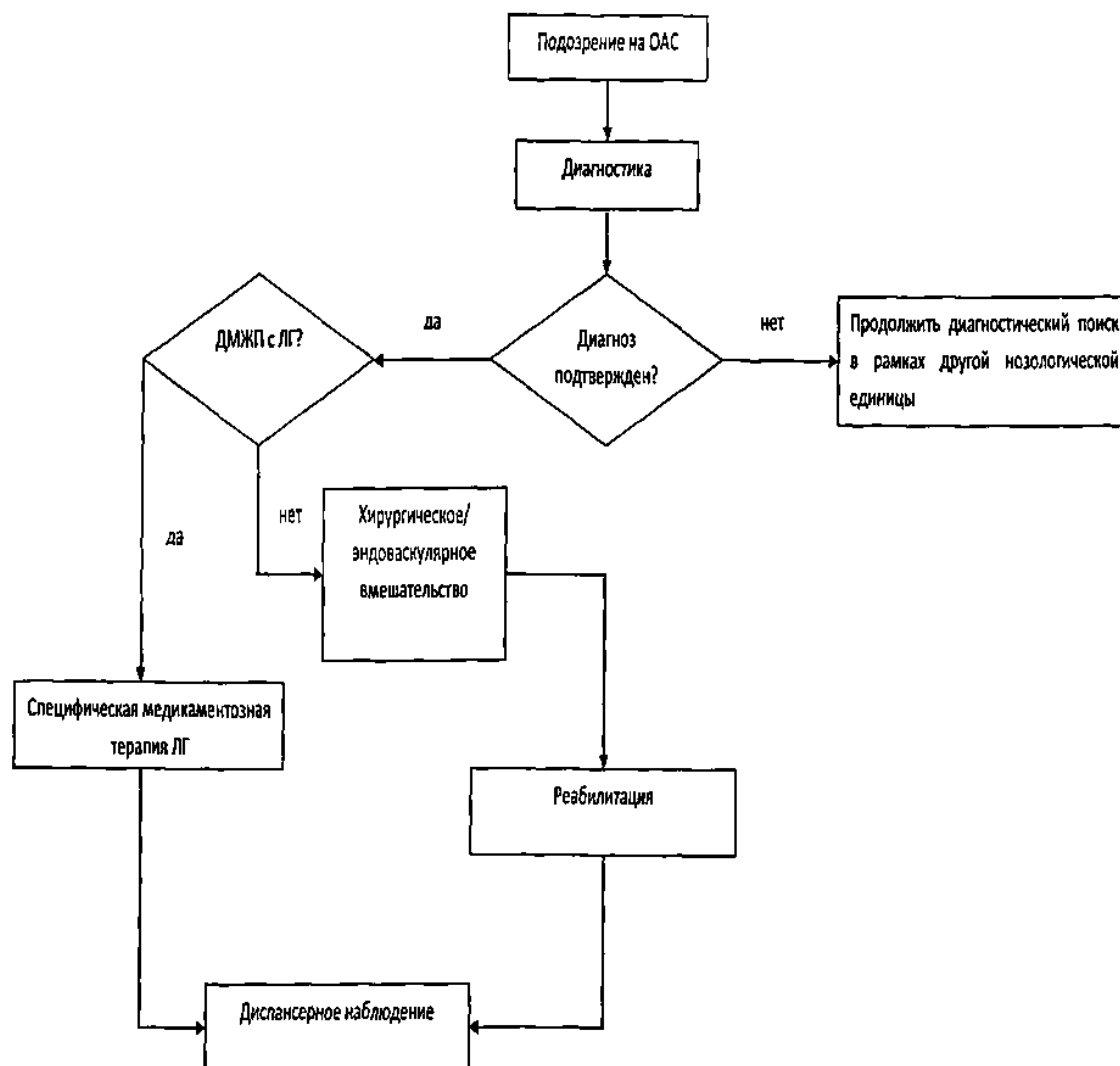 Подозрение на ОАС
Диагностика
ДМЖП с ЛГ?
да
Диагноз
подтвержден?
нет
Продолжить диагностический поиск
в рамках другой нозологической
единицы
да
нет
Хирургическое/
эндоваскулярное
вмешательство
Специфическая медикаментозная
терапия ЛГ
Реабилитация
Диспансерное наблюдение